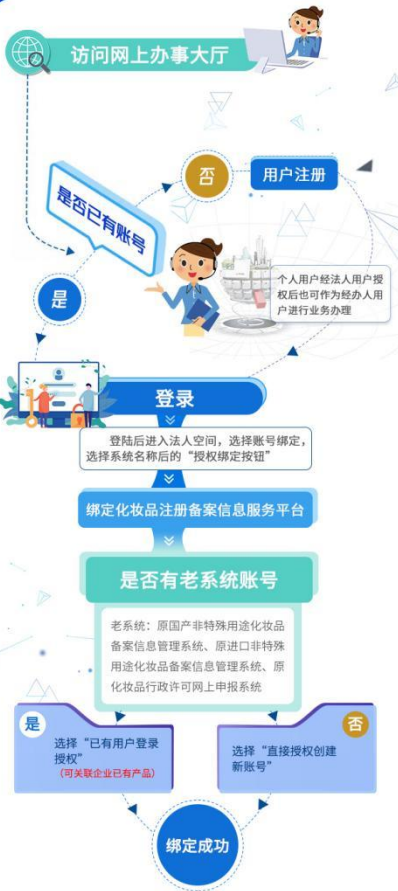 访问网上办事大厅
否
用户注册
是否已有账号
个人用户经法人用户授
权后也可作为经办人用
户进行业务办理
是
登录
登陆后进入法人空间，选择账号绑定，
选择系统名称后的“授权绑定按钮”
绑定化妆品注册备案信息服务平台
是否有老系统账号
老系统：原国产非特殊用途化妆品
备案信息管理系统、原进口非特殊
用途化妆品备案信息管理系统、原
化妆品行政许可网上申报系统
是
选择“已有用户登录
授权”
（可关联企业已有产品）
否
选择“直接授权创建
新账号”
绑定成功